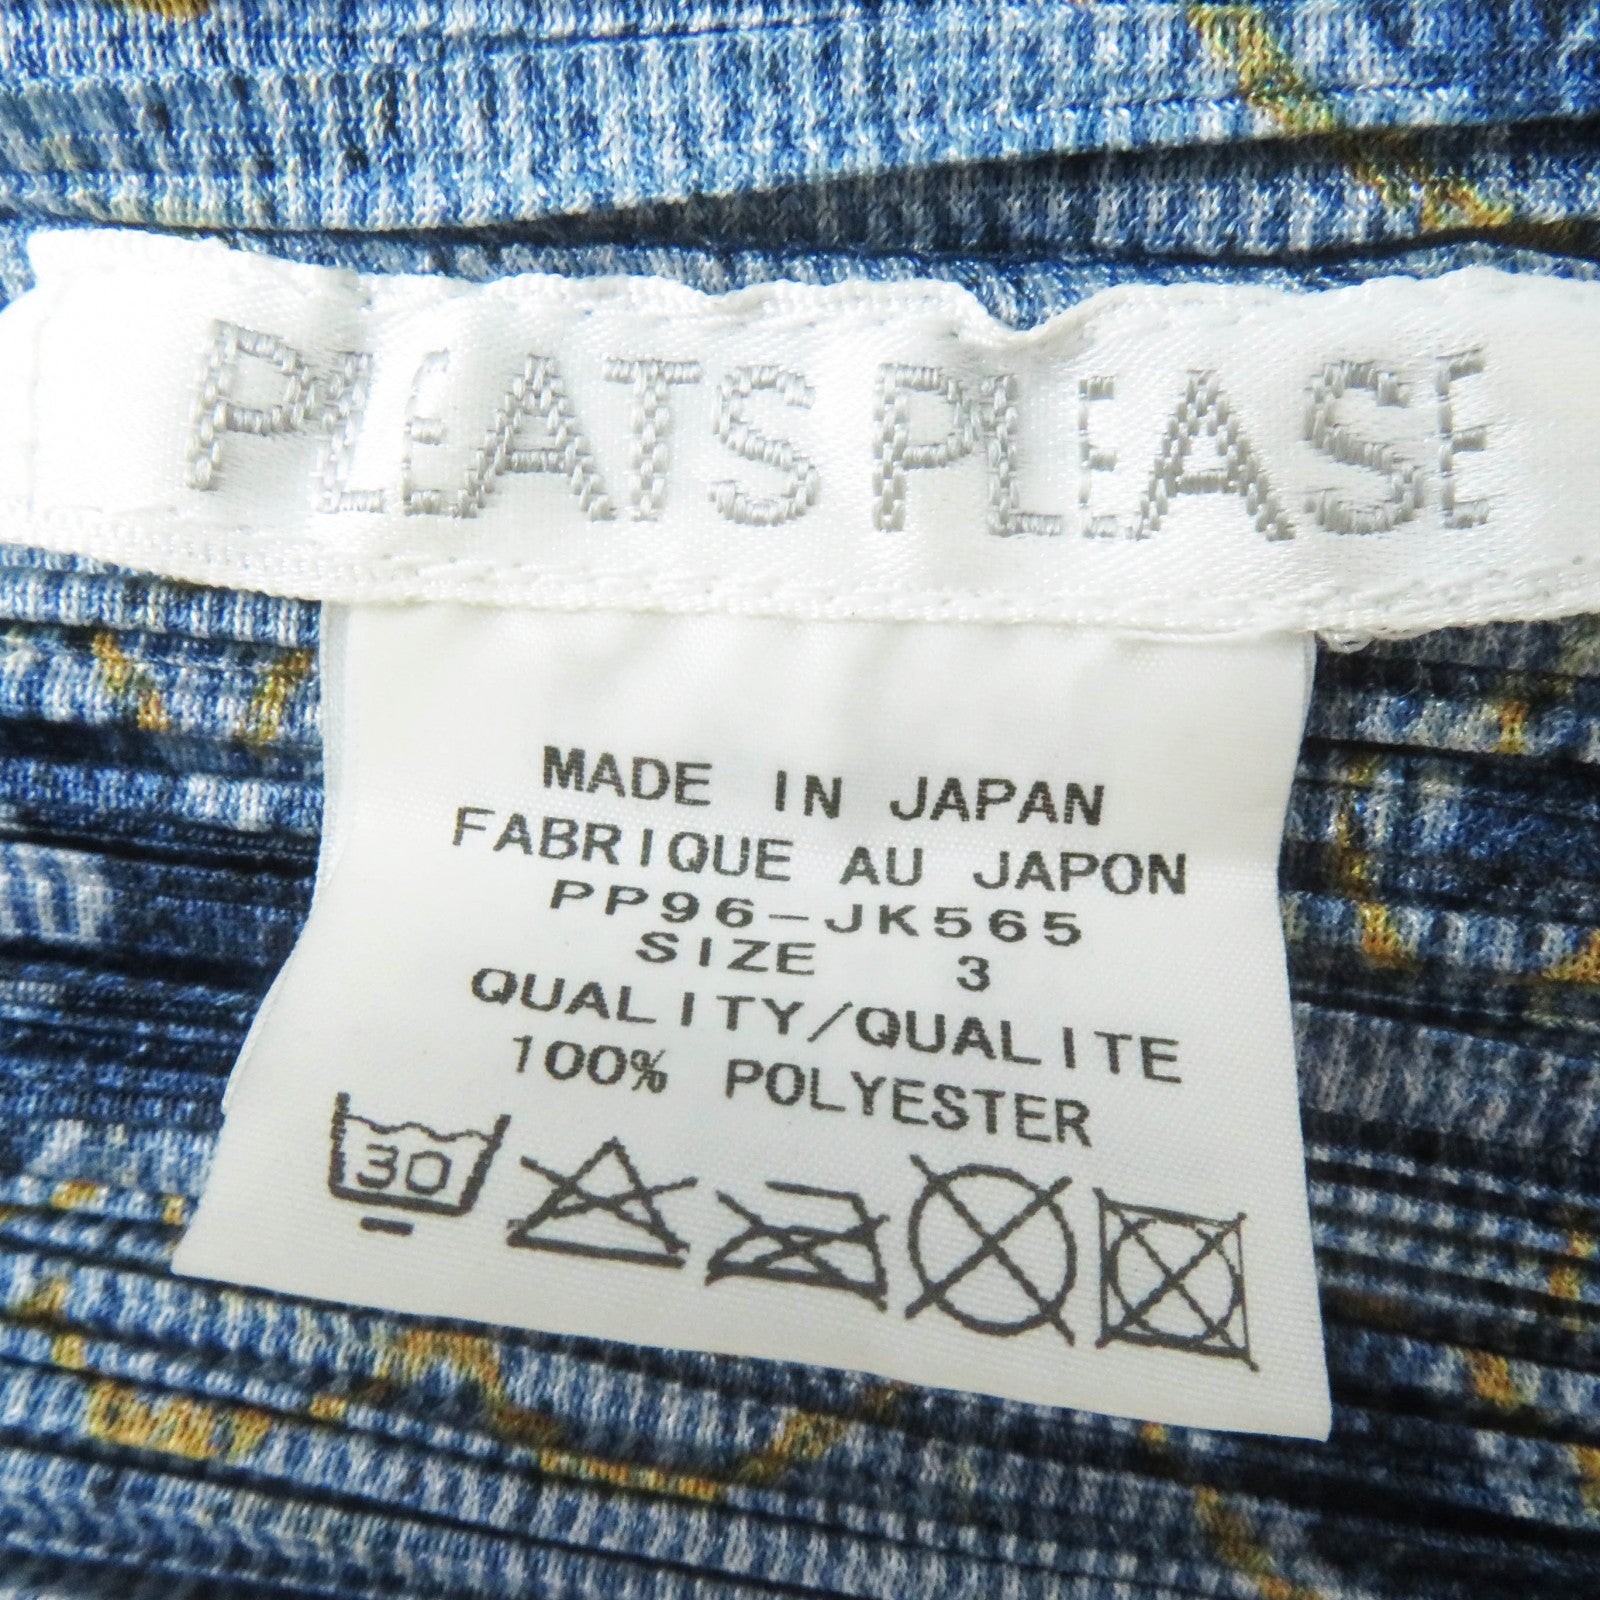 PLEATS PLEASE
MADE IN JAPAN
FABRIQUE AU JAPON
PP96-JK565
SIZE 3
QUALITY/QUALITE
100% POLYESTER
30